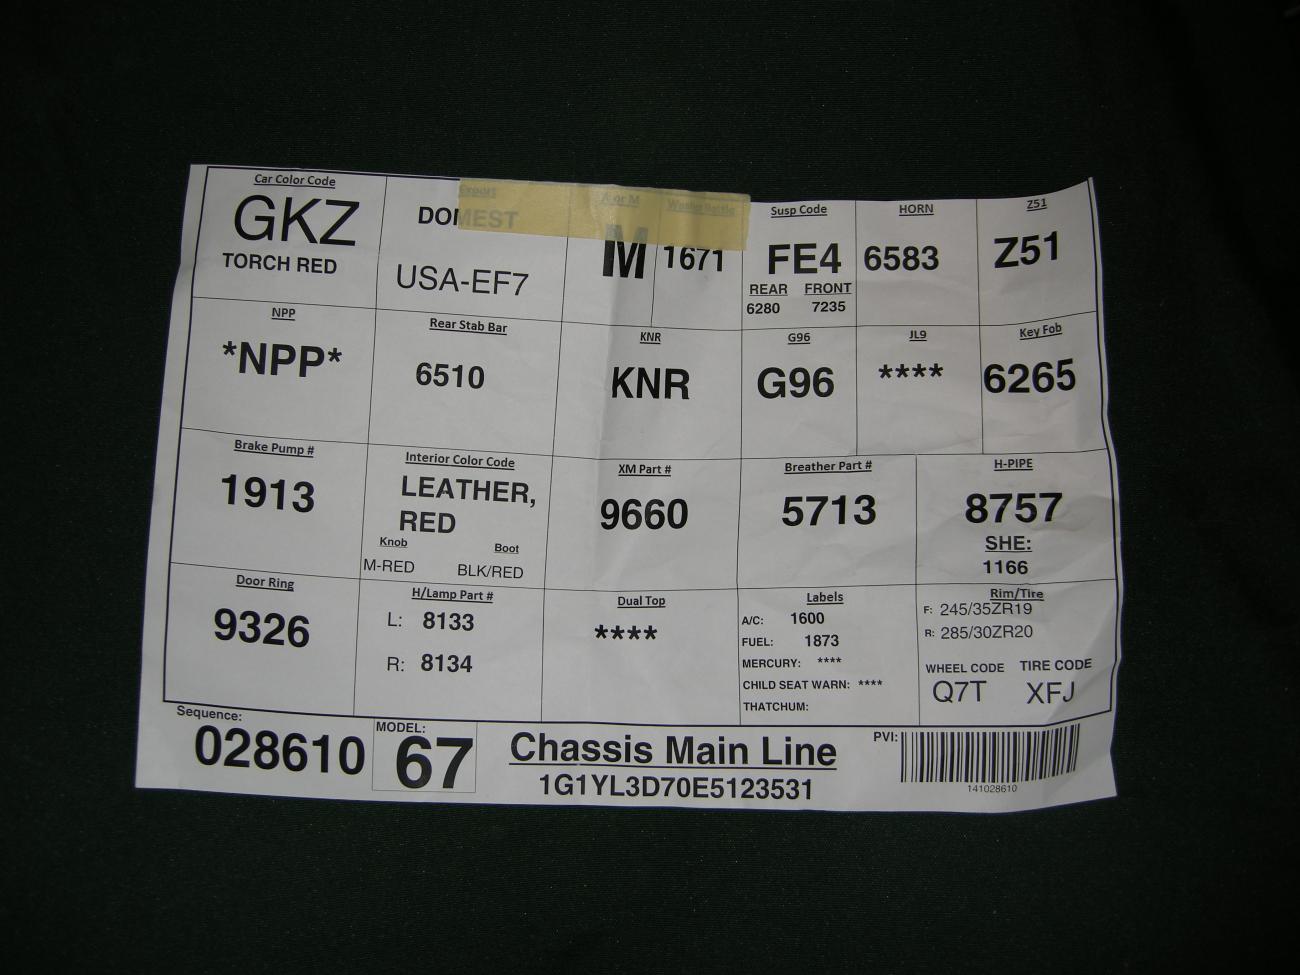 Car Color Code
GKZ
TORCH RED
Export
DOMEST
USA-EF7
A or M
M
Washer Bottle
1671
Susp Code
FE4
REAR FRONT
6280 7235
HORN
6583
Z51
Z51
NPP
*NPP*
Rear Stab Bar
6510
KNR
KNR
G96
G96
JL9
****
Key Fob
6265
Brake Pump #
1913
Interior Color Code
LEATHER,
RED
Knob Boot
M-RED BLK/RED
XM Part #
9660
Breather Part #
5713
H-PIPE
8757
SHE:
1166
Door Ring
9326
H/Lamp Part #
L: 8133
R: 8134
Dual Top
****
Labels
A/C: 1600
FUEL: 1873
MERCURY: ****
CHILD SEAT WARN: ****
THATCHUM:
Rim/Tire
F: 245/35ZR19
R: 285/30ZR20
WHEEL CODE TIRE CODE
Q7T XFJ
Sequence:
028610
MODEL:
67
Chassis Main Line
1G1YL3D70E5123531
PVI:
141028610